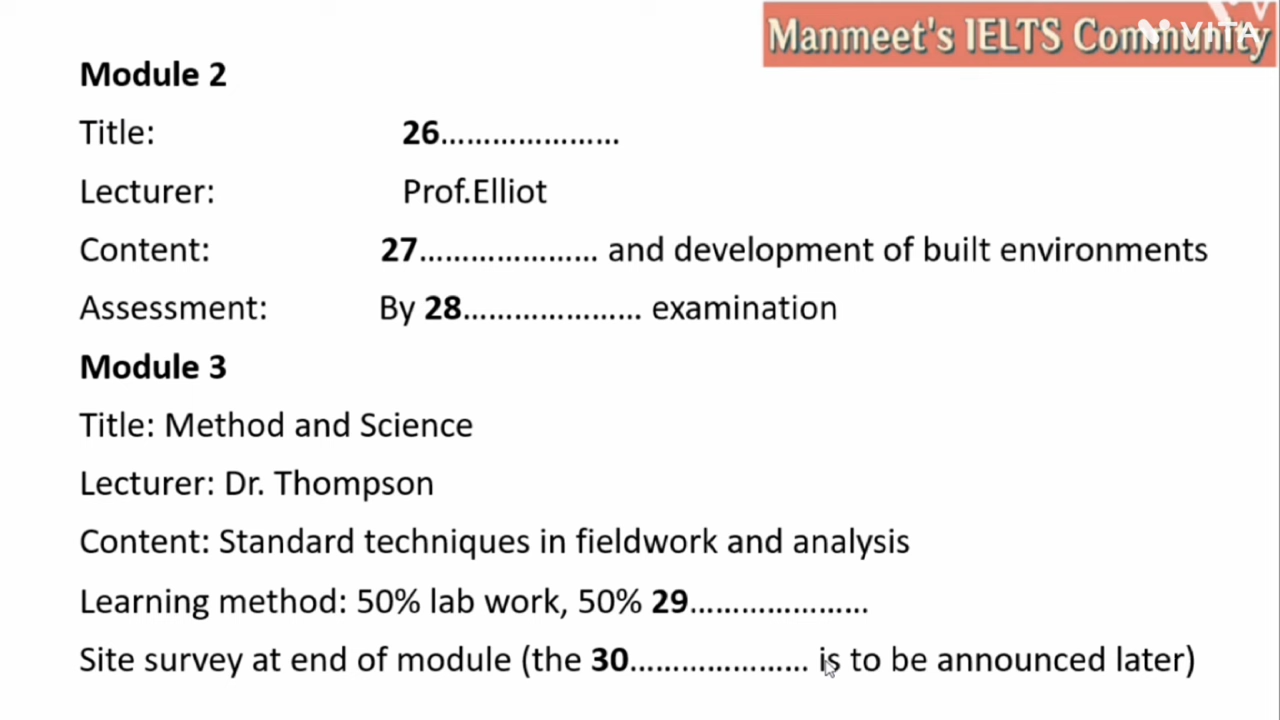 Manmeet's IELTS Community
VITA
Module 2
Title: 26.....................
Lecturer: Prof.Elliot
Content: 27..................... and development of built environments
Assessment: By 28..................... examination
Module 3
Title: Method and Science
Lecturer: Dr. Thompson
Content: Standard techniques in fieldwork and analysis
Learning method: 50% lab work, 50% 29.....................
Site survey at end of module (the 30..................... is to be announced later)